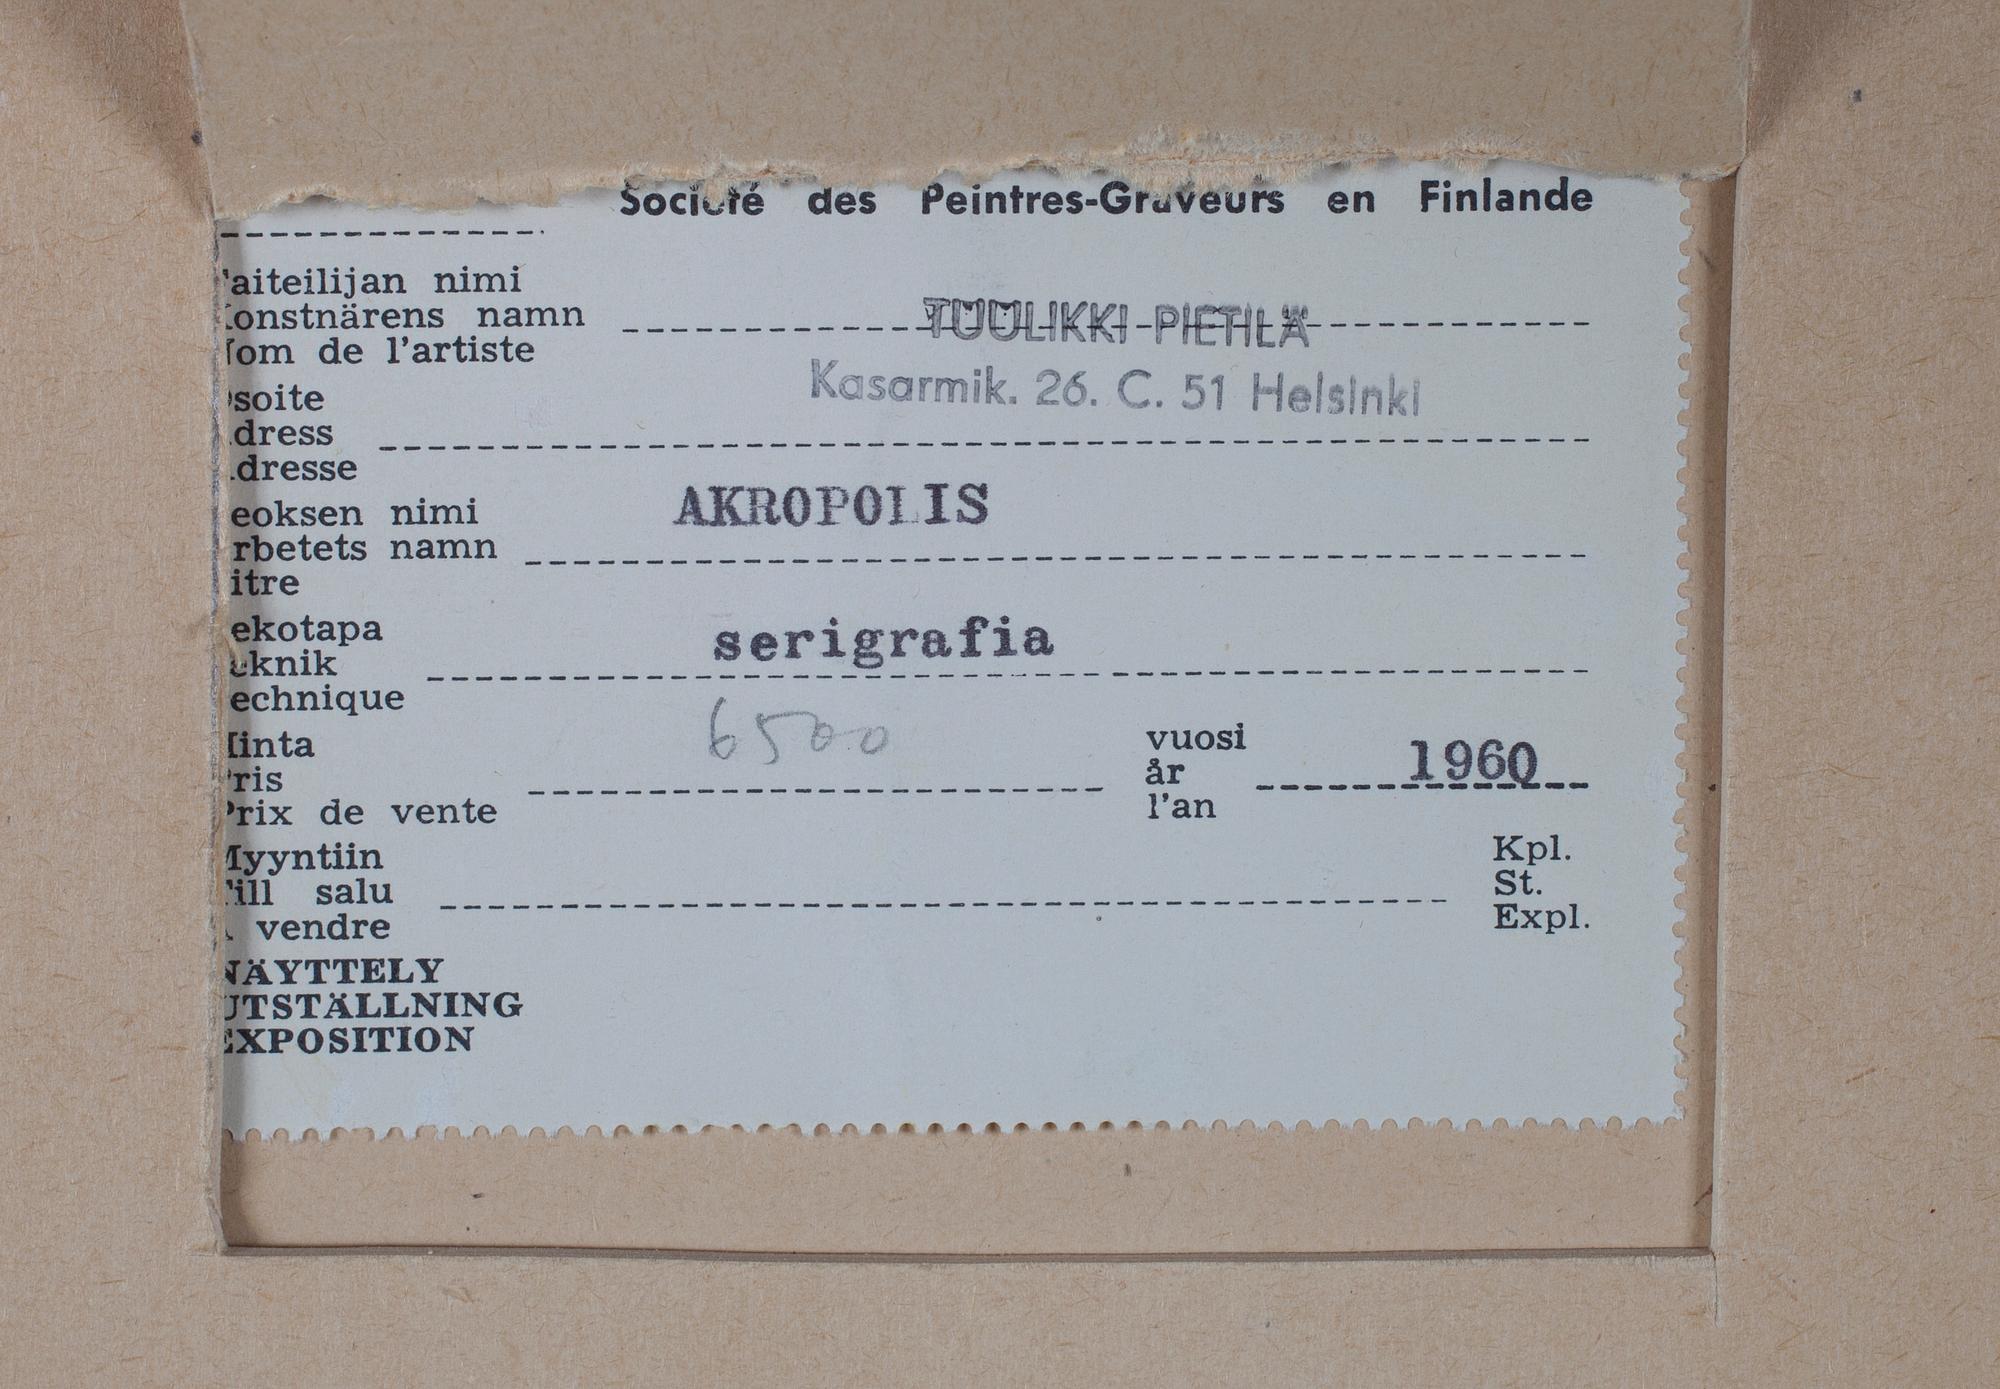 Société des Peintres-Graveurs en Finlande
aiteilijan nimi
onstnärens namn TUULIKKI PIETILÄ
om de l'artiste
soite Kasarmik. 26. C. 51 Helsinki
dress
dresse
eoksen nimi AKROPOLIS
rbetets namn
itre
ekotapa serigrafia
eknik
echnique
inta 6500 vuosi 1960
ris år
Prix de vente l'an
Myyntiin Kpl.
Till salu St.
A vendre Expl.
NÄYTTELY
UTSTÄLLNING
EXPOSITION